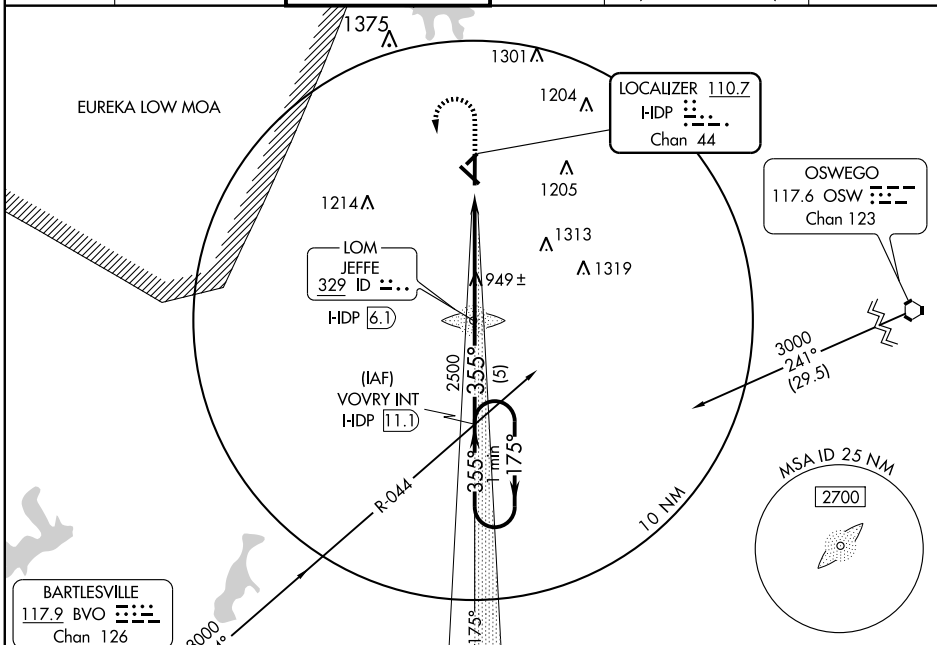 1375
1301
EUREKA LOW MOA
1204
LOCALIZER 110.7
I-IDP
Chan 44
1205
OSWEGO
117.6 OSW
Chan 123
1214
1313
1319
LOM
JEFFE
329 ID
949 ±
I-IDP 6.1
2500
355°
(5)
3000
241°
(29.5)
(IAF)
VOVRY INT
I-IDP 11.1
355°
1 min
175°
R-044
10 NM
MSA ID 25 NM
2700
BARTLESVILLE
117.9 BVO
Chan 126
3000
175°